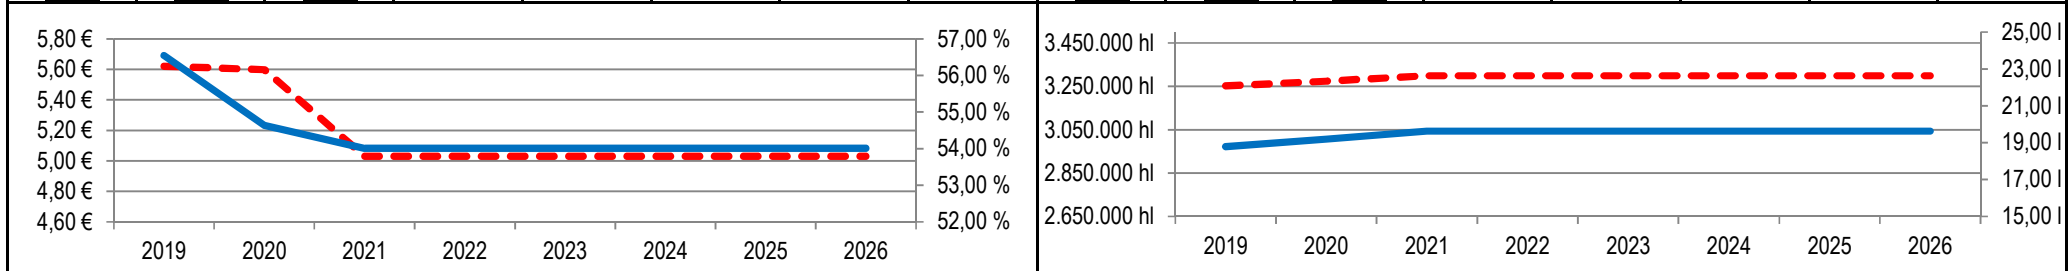 5,80 €
5,60 €
5,40 €
5,20 €
5,00 €
4,80 €
4,60 €
57,00 %
56,00 %
55,00 %
54,00 %
53,00 %
52,00 %
2019 2020 2021 2022 2023 2024 2025 2026
3.450.000 hl
3.250.000 hl
3.050.000 hl
2.850.000 hl
2.650.000 hl
25,00 l
23,00 l
21,00 l
19,00 l
17,00 l
15,00 l
2019 2020 2021 2022 2023 2024 2025 2026